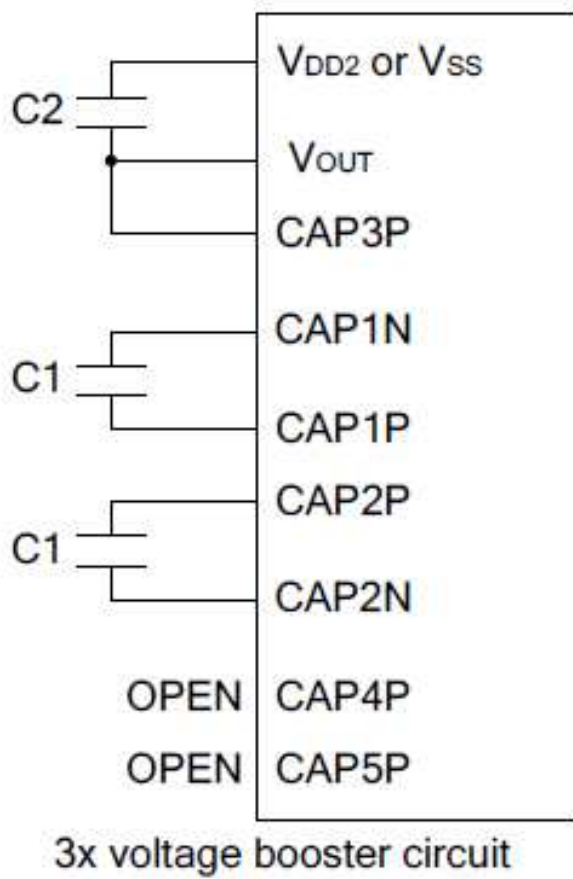 VDD2 or VSS
C2
VOUT
CAP3P
CAP1N
C1
CAP1P
CAP2P
C1
CAP2N
OPEN CAP4P
OPEN CAP5P
3x voltage booster circuit